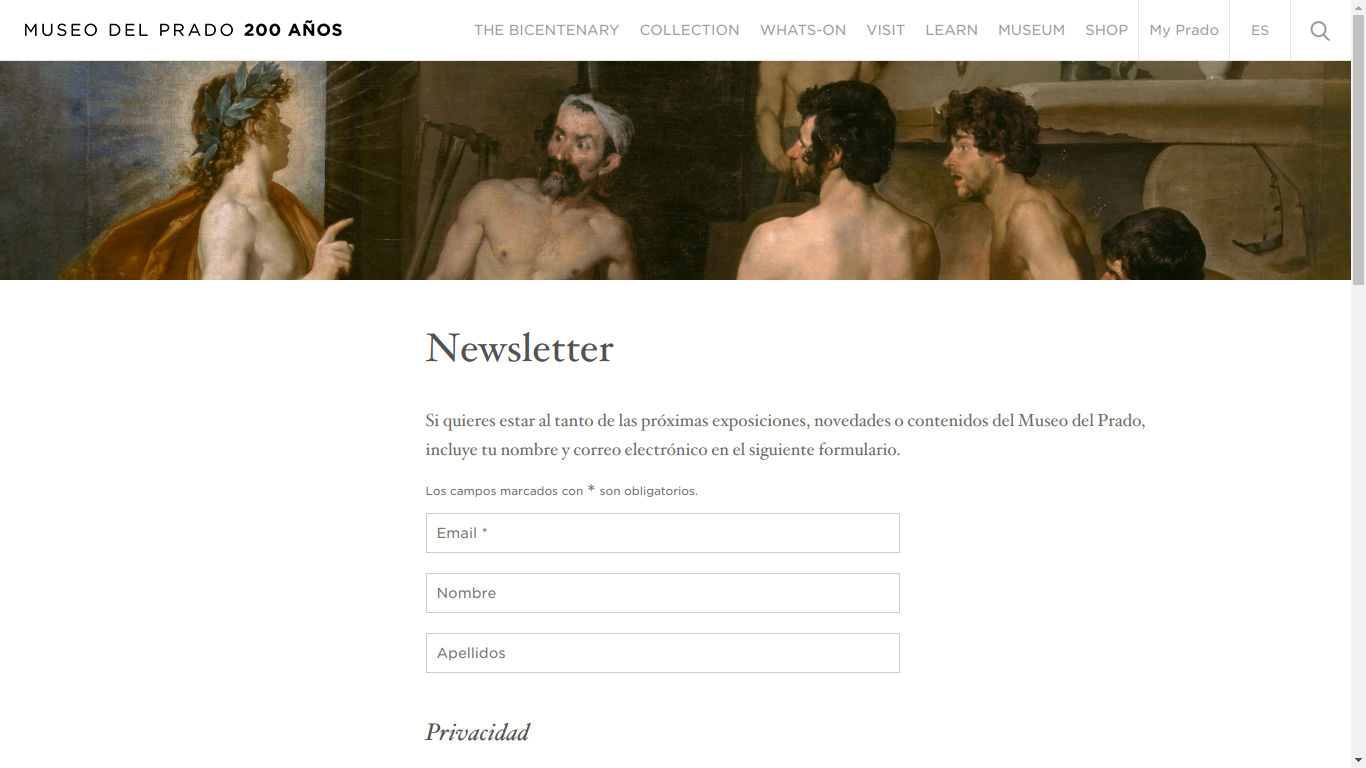 MUSEO DEL PRADO 200 AÑOS
THE BICENTENARY COLLECTION WHATS-ON VISIT LEARN MUSEUM SHOP My Prado ES
Newsletter
Si quieres estar al tanto de las próximas exposiciones, novedades o contenidos del Museo del Prado,
incluye tu nombre y correo electrónico en el siguiente formulario.
Los campos marcados con * son obligatorios.
Email *
Nombre
Apellidos
Privacidad